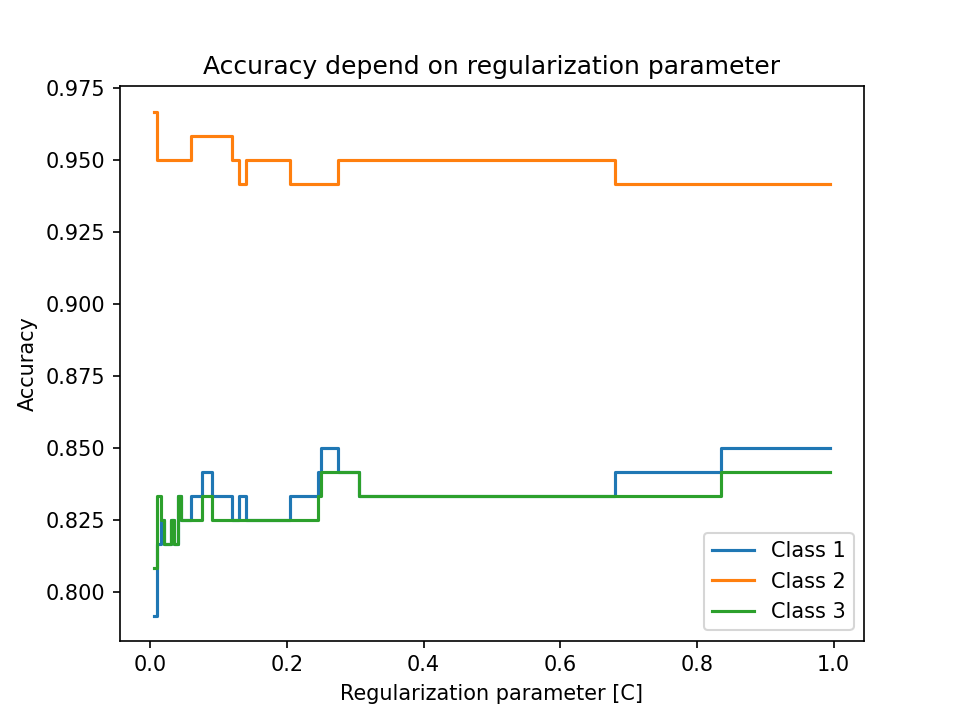 Accuracy depend on regularization parameter
0.975
0.950
0.925
0.900
0.875
0.850
0.825
0.800
Accuracy
Class 1
Class 2
Class 3
0.0 0.2 0.4 0.6 0.8 1.0
Regularization parameter [C]